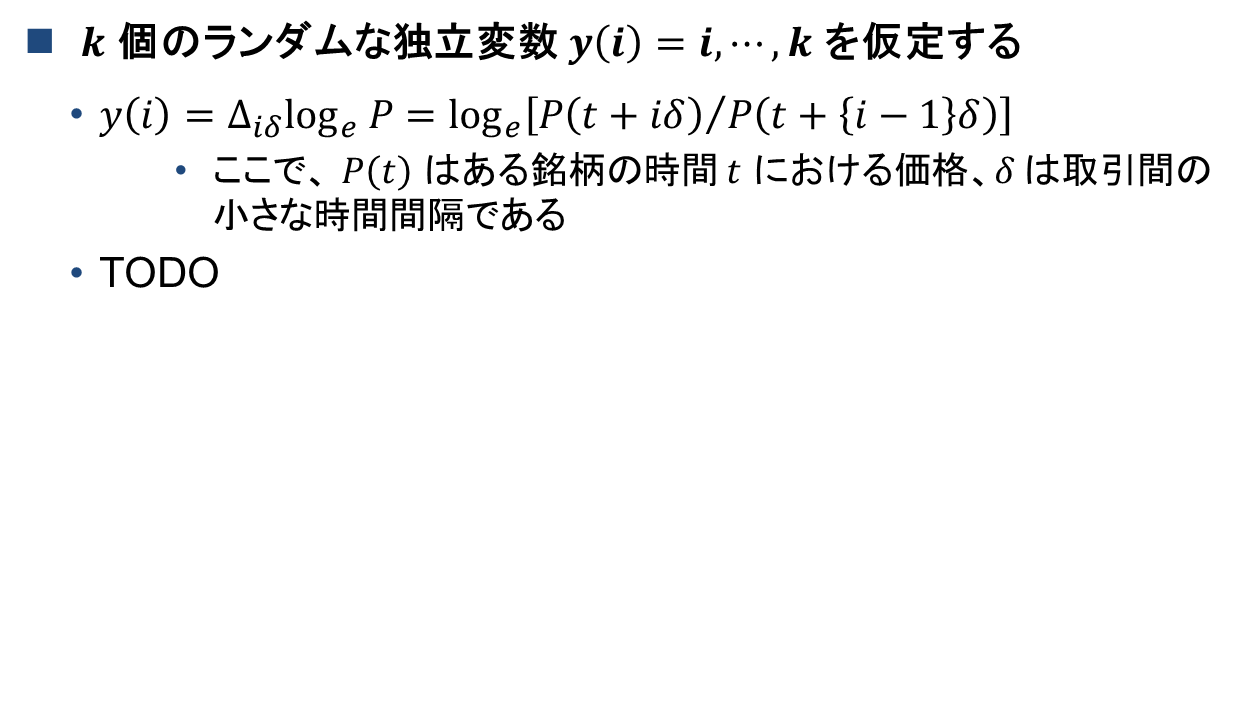 ■ k 個のランダムな独立変数 y(i) = i,⋯,k を仮定する
• y(i) = Δ_{iδ}log_e P = log_e[P(t + iδ)/P(t + {i − 1}δ)]
• ここで、P(t) はある銘柄の時間 t における価格、δ は取引間の
小さな時間間隔である
• TODO